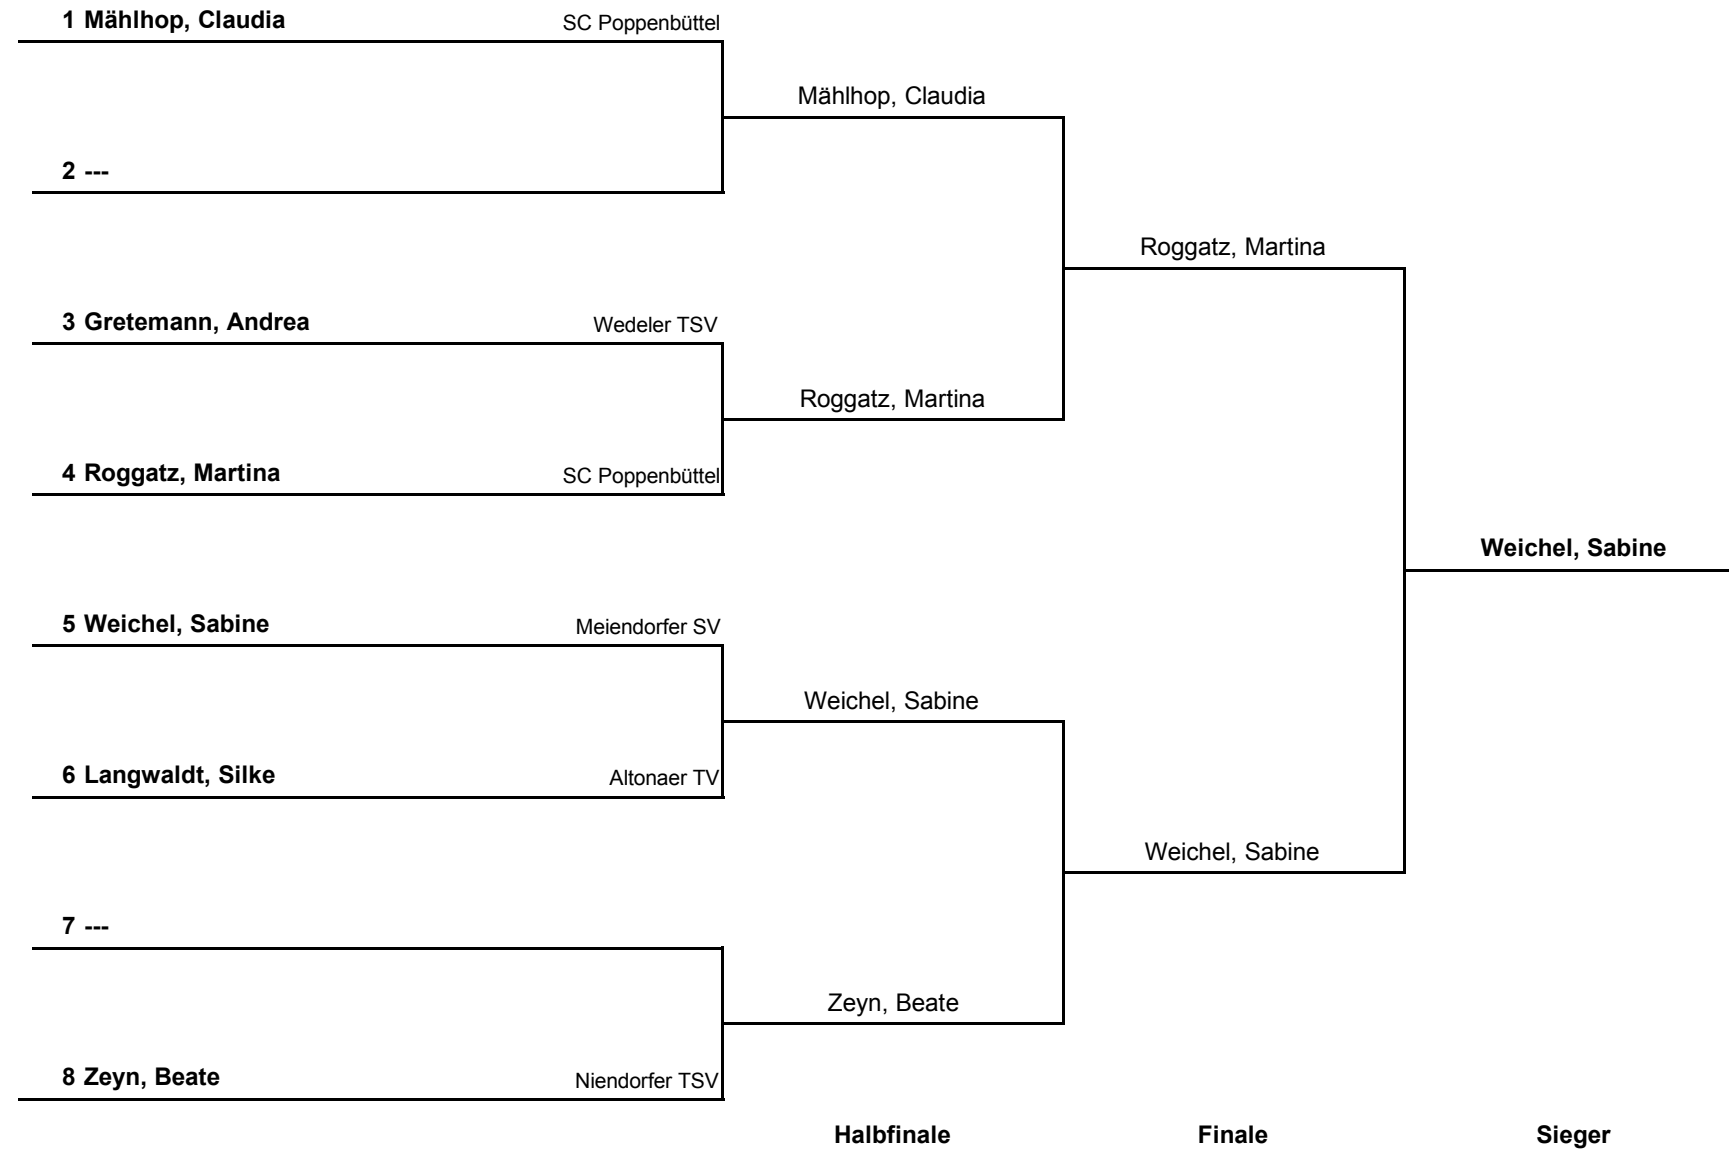 1 Mählhop, Claudia SC Poppenbüttel
Mählhop, Claudia
2 ---
Roggatz, Martina
3 Gretemann, Andrea Wedeler TSV
Roggatz, Martina
4 Roggatz, Martina SC Poppenbüttel
Weichel, Sabine
5 Weichel, Sabine Meiendorfer SV
Weichel, Sabine
6 Langwaldt, Silke Altonaer TV
Weichel, Sabine
7 ---
Zeyn, Beate
8 Zeyn, Beate Niendorfer TSV
Halbfinale Finale Sieger